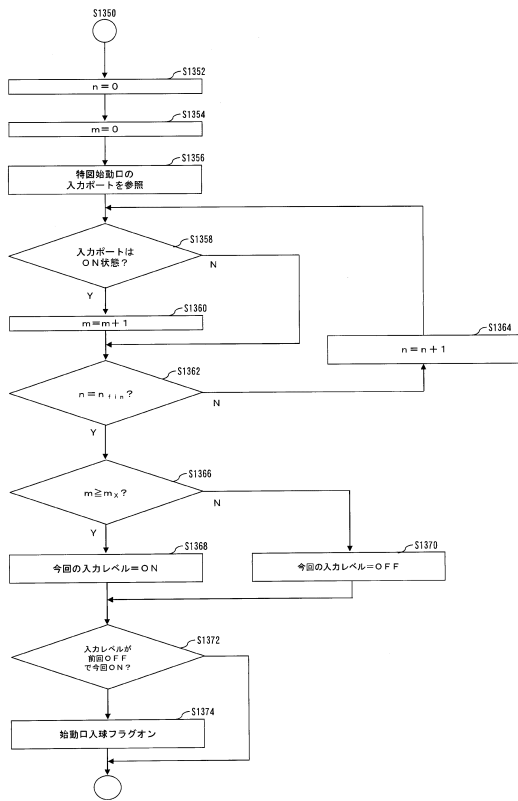 S1350
S1352
n=0
S1354
m=0
S1356
特図始動口の
入力ポートを参照
S1358
入力ポートは
ON状態?
N
Y
S1360
m=m+1
S1364
n=n+1
S1362
n=nfin?
N
Y
S1366
m≧mX?
N
Y
S1368
今回の入力レベル=ON
S1370
今回の入力レベル=OFF
S1372
入力レベルが
前回OFF
で今回ON?
S1374
始動口入球フラグオン